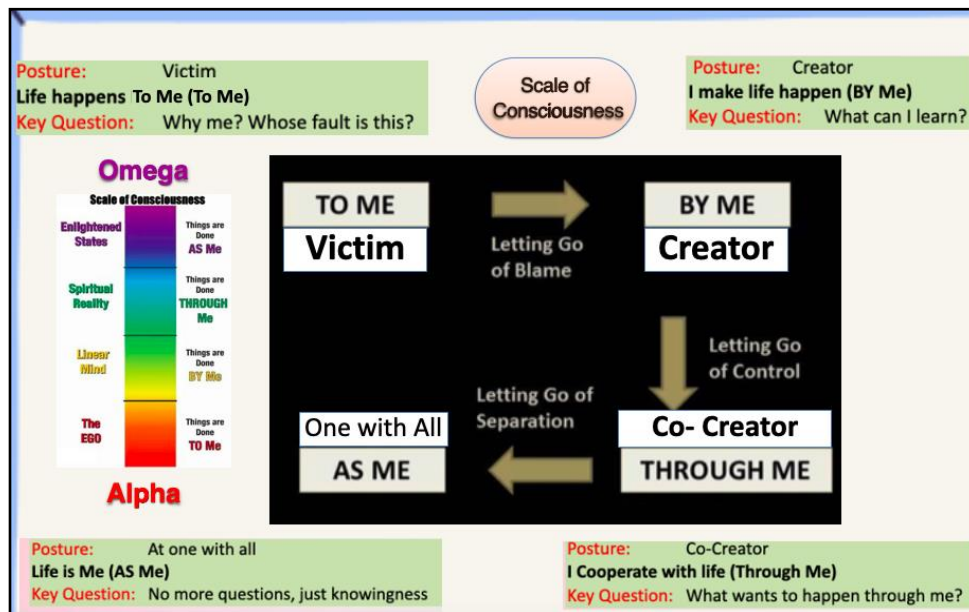 Posture: Victim
Life happens To Me (To Me)
Key Question: Why me? Whose fault is this?
Scale of
Consciousness
Posture: Creator
I make life happen (BY Me)
Key Question: What can I learn?
Omega
Scale of Consciousness
Enlightened
States
Things are
Done
AS Me
Spiritual
Reality
Things are
Done
THROUGH
Me
Linear
Mind
Things are
Done
BY Me
The
EGO
Things are
Done
TO Me
Alpha
TO ME
Victim
Letting Go
of Blame
BY ME
Creator
Letting Go
of Control
Co- Creator
THROUGH ME
Letting Go of
Separation
One with All
AS ME
Posture: At one with all
Life is Me (AS Me)
Key Question: No more questions, just knowingness
Posture: Co-Creator
I Cooperate with life (Through Me)
Key Question: What wants to happen through me?